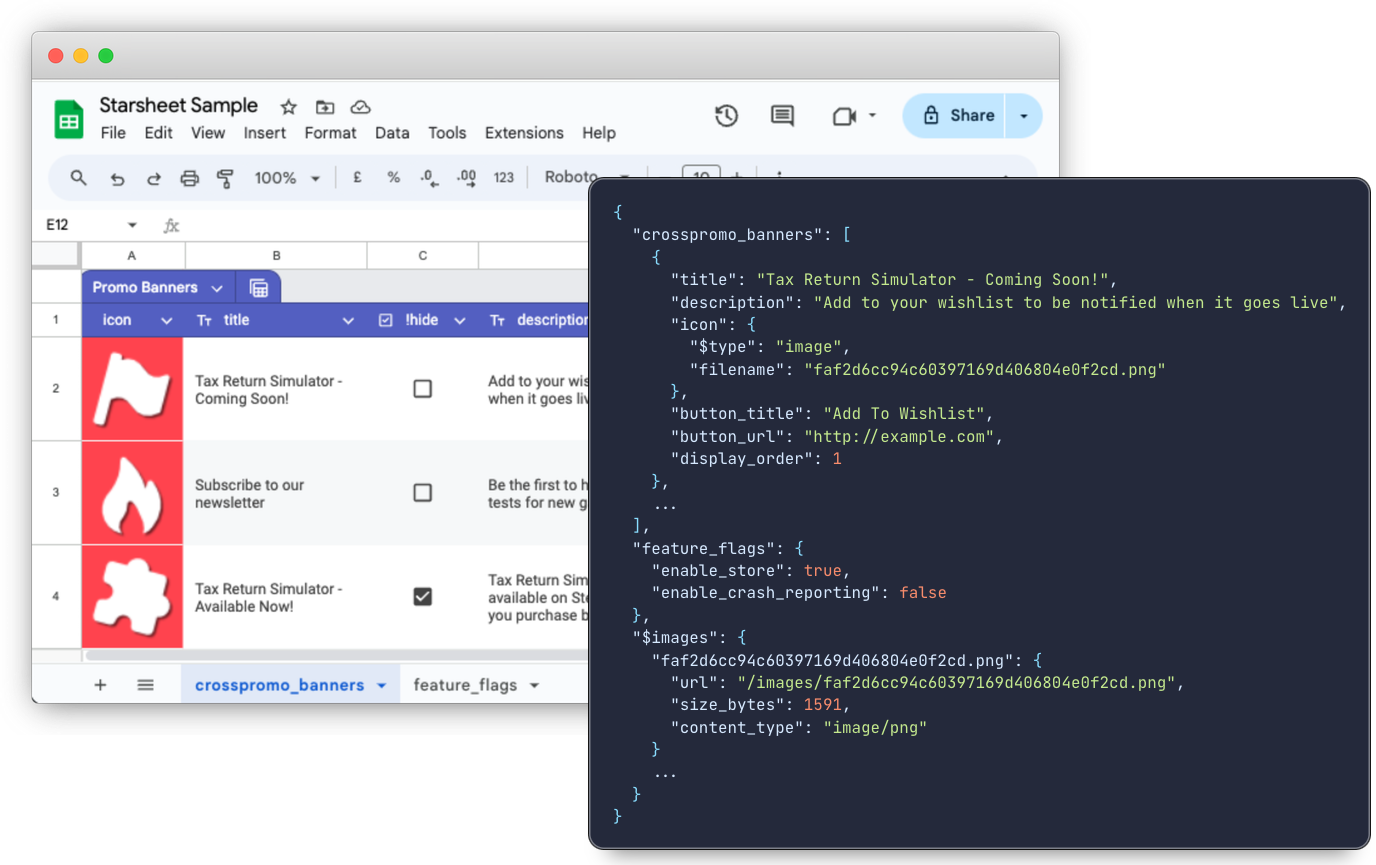 Starsheet Sample
File Edit View Insert Format Data Tools Extensions Help
Share
100% £ % .0 .00 123 Roboto
E12 fx
A B C
Promo Banners
1 icon Tт title !hide Tт description
2
Tax Return Simulator -
Coming Soon!
Add to your wis
when it goes liv
3
Subscribe to our
newsletter
Be the first to h
tests for new g
4
Tax Return Simulator -
Available Now!
Tax Return Sim
available on Ste
you purchase b
+ crosspromo_banners feature_flags
{
"crosspromo_banners": [
{
"title": "Tax Return Simulator - Coming Soon!",
"description": "Add to your wishlist to be notified when it goes live",
"icon": {
"$type": "image",
"filename": "faf2d6cc94c60397169d406804e0f2cd.png"
},
"button_title": "Add To Wishlist",
"button_url": "http://example.com",
"display_order": 1
},
...
],
"feature_flags": {
"enable_store": true,
"enable_crash_reporting": false
},
"$images": {
"faf2d6cc94c60397169d406804e0f2cd.png": {
"url": "/images/faf2d6cc94c60397169d406804e0f2cd.png",
"size_bytes": 1591,
"content_type": "image/png"
}
...
}
}